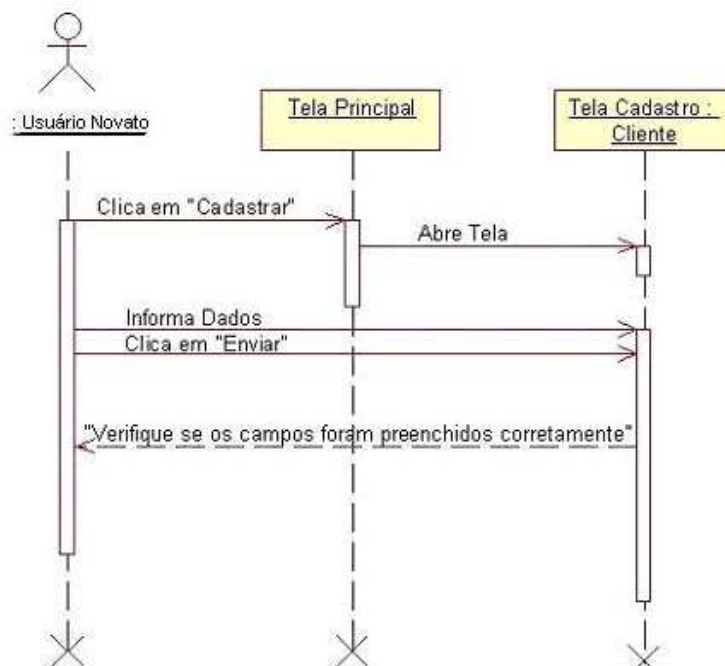 : Usuário Novato
Tela Principal
Tela Cadastro :
Cliente
Clica em "Cadastrar"
Abre Tela
Informa Dados
Clica em "Enviar"
"Verifique se os campos foram preenchidos corretamente"